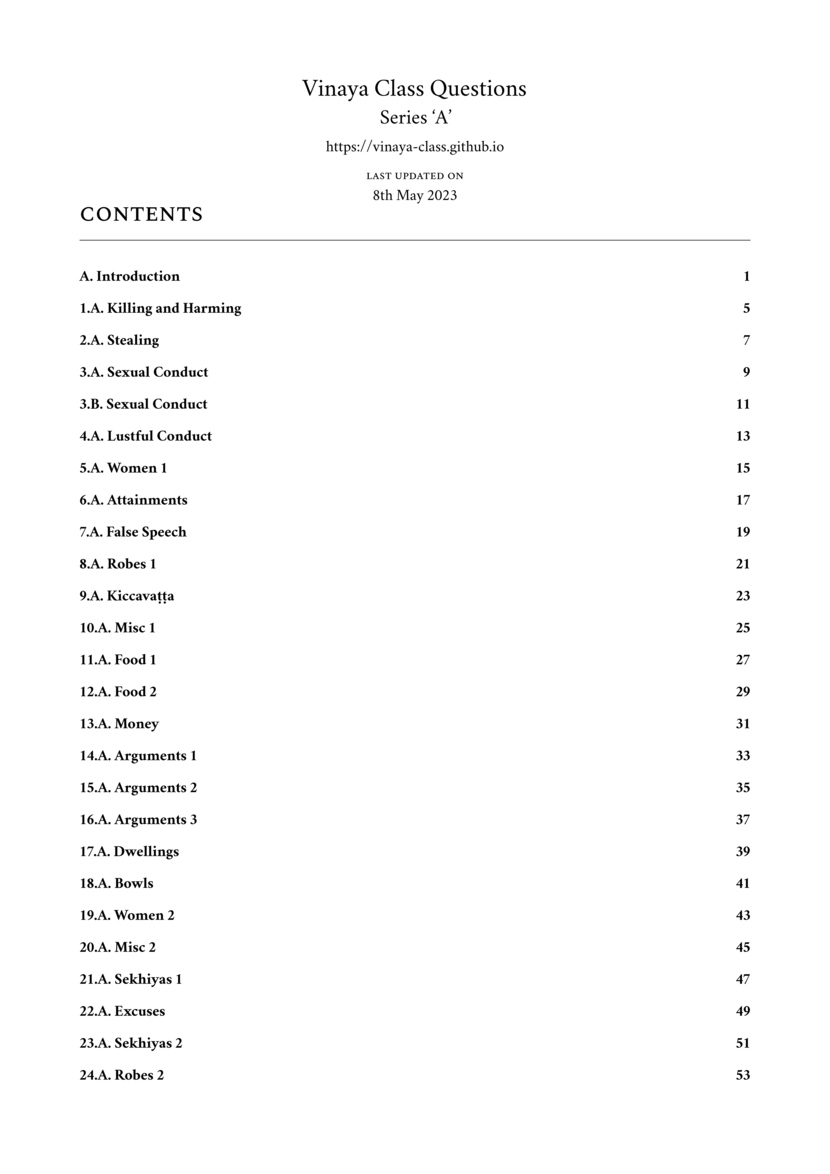 Vinaya Class Questions
Series ‘A’
https://vinaya-class.github.io
LAST UPDATED ON
8th May 2023
CONTENTS
A. Introduction 1
1.A. Killing and Harming 5
2.A. Stealing 7
3.A. Sexual Conduct 9
3.B. Sexual Conduct 11
4.A. Lustful Conduct 13
5.A. Women 1 15
6.A. Attainments 17
7.A. False Speech 19
8.A. Robes 1 21
9.A. Kiccavaṭṭa 23
10.A. Misc 1 25
11.A. Food 1 27
12.A. Food 2 29
13.A. Money 31
14.A. Arguments 1 33
15.A. Arguments 2 35
16.A. Arguments 3 37
17.A. Dwellings 39
18.A. Bowls 41
19.A. Women 2 43
20.A. Misc 2 45
21.A. Sekhiyas 1 47
22.A. Excuses 49
23.A. Sekhiyas 2 51
24.A. Robes 2 53